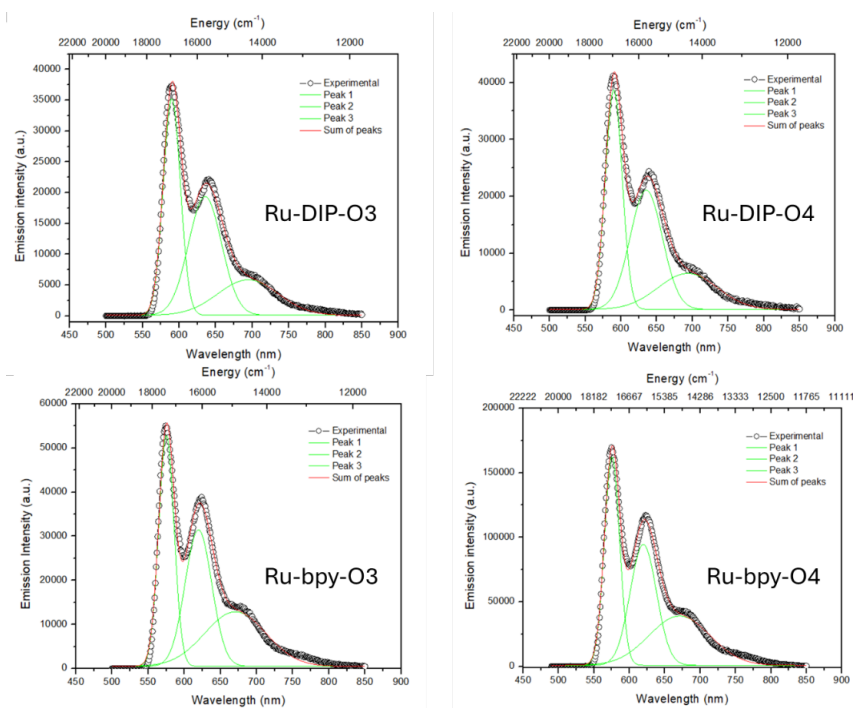 Energy (cm-1)
22000 20000 18000 16000 14000 12000
40000
35000
30000
25000
20000
15000
10000
5000
0
Emission intensity (a.u.)
Experimental
Peak 1
Peak 2
Peak 3
Sum of peaks
Ru-DIP-O3
450 500 550 600 650 700 750 800 850 900
Wavelength (nm)
Energy (cm-1)
22000 20000 18000 16000 14000 12000
40000
30000
20000
10000
0
Emission intensity (a.u.)
Experimental
Peak 1
Peak 2
Peak 3
Sum of peaks
Ru-DIP-O4
450 500 550 600 650 700 750 800 850 900
Wavelength (nm)
Energy (cm-1)
22000 20000 18000 16000 14000 12000
60000
50000
40000
30000
20000
10000
0
Emission intensity (a.u.)
Experimental
Peak 1
Peak 2
Peak 3
Sum of peaks
Ru-bpy-O3
450 500 550 600 650 700 750 800 850 900
Wavelength (nm)
Energy (cm-1)
22222 20000 18182 16667 15385 14286 13333 12500 11765 11111
200000
150000
100000
50000
0
Emission Intensity (a.u.)
Experimental
Peak 1
Peak 2
Peak 3
Sum of peaks
Ru-bpy-O4
450 500 550 600 650 700 750 800 850 900
Wavelength (nm)